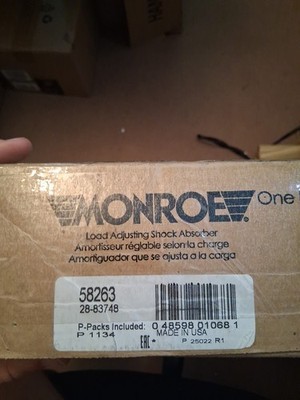 MONROE One
Load Adjusting Shock Absorber
Amortisseur réglable selon la charge
Amortiguador que se ajusta a la carga
58263
28-83748
P-Packs Included: 0 48598 01068 1
P 1134 MADE IN USA
EAC P 25022 R1